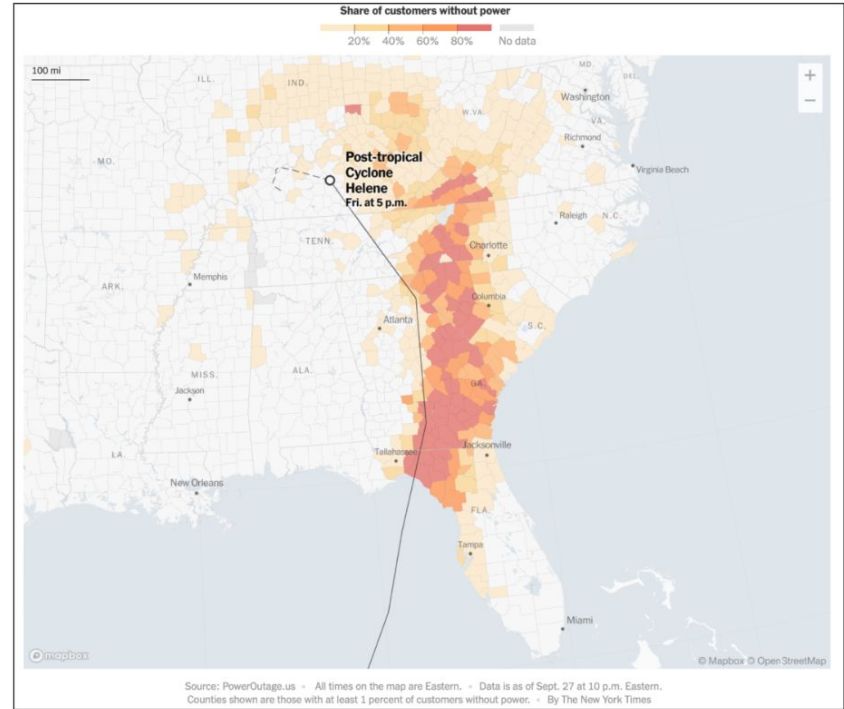 Share of customers without power
20% 40% 60% 80% No data
100 mi
ILL.
IND.
MD.
DEL.
+
−
Washington
W.VA.
VA.
Richmond
MO.
Virginia Beach
Post-tropical
Cyclone
Helene
Fri. at 5 p.m.
Raleigh
N.C.
TENN.
Charlotte
Memphis
ARK.
Columbia
Atlanta
S.C.
MISS.
ALA.
GA.
Jackson
LA.
Tallahassee
Jacksonville
New Orleans
FLA.
Tampa
Miami
mapbox
© Mapbox © OpenStreetMap
Source: PowerOutage.us • All times on the map are Eastern. • Data is as of Sept. 27 at 10 p.m. Eastern.
Counties shown are those with at least 1 percent of customers without power. • By The New York Times